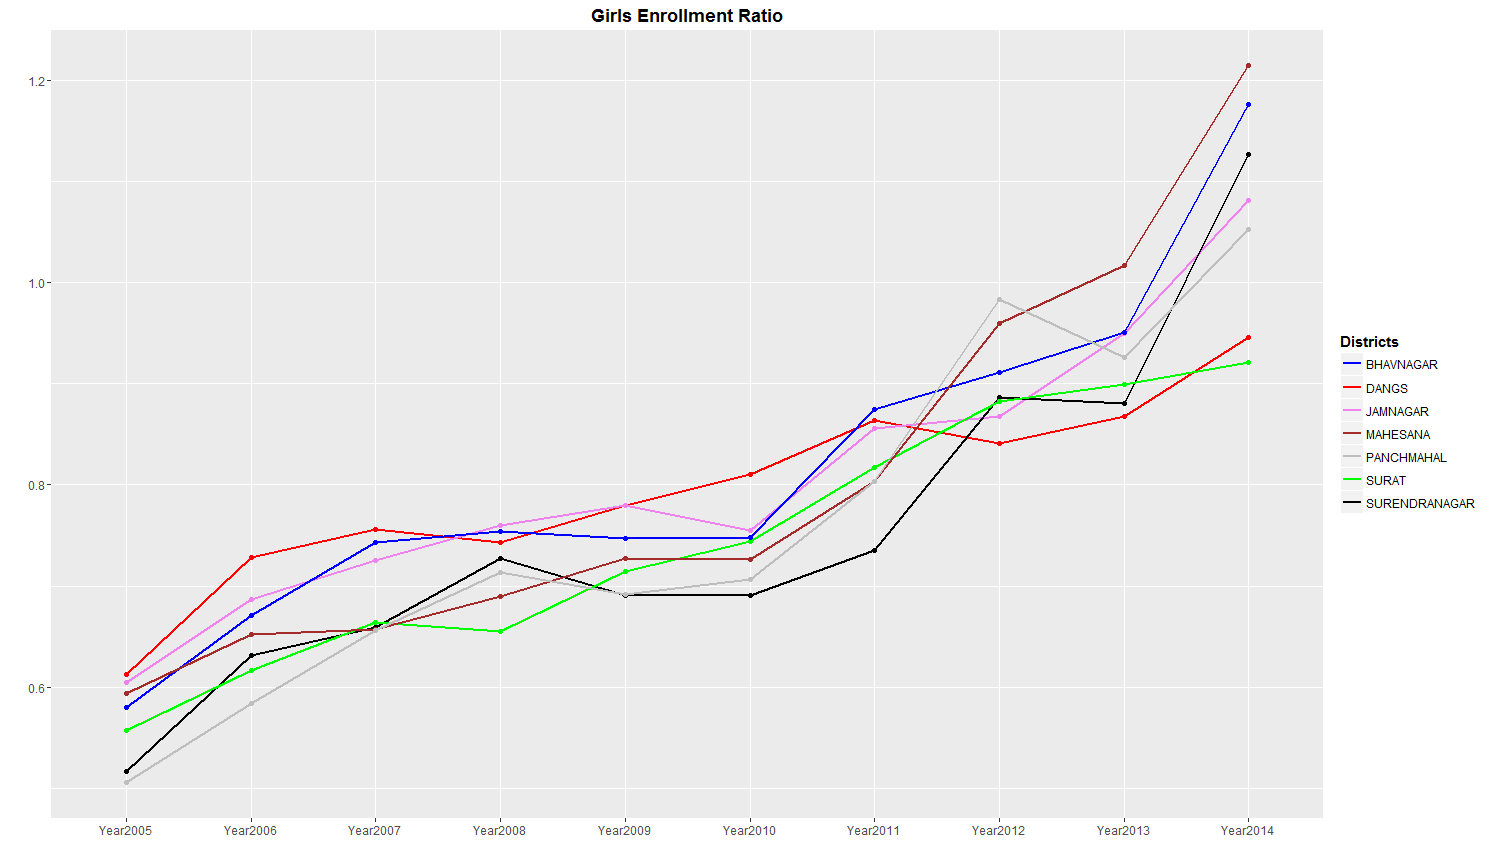 Girls Enrollment Ratio
1.2
1.0
0.8
0.6
Year2005 Year2006 Year2007 Year2008 Year2009 Year2010 Year2011 Year2012 Year2013 Year2014
Districts
BHAVNAGAR
DANGS
JAMNAGAR
MAHESANA
PANCHMAHAL
SURAT
SURENDRANAGAR